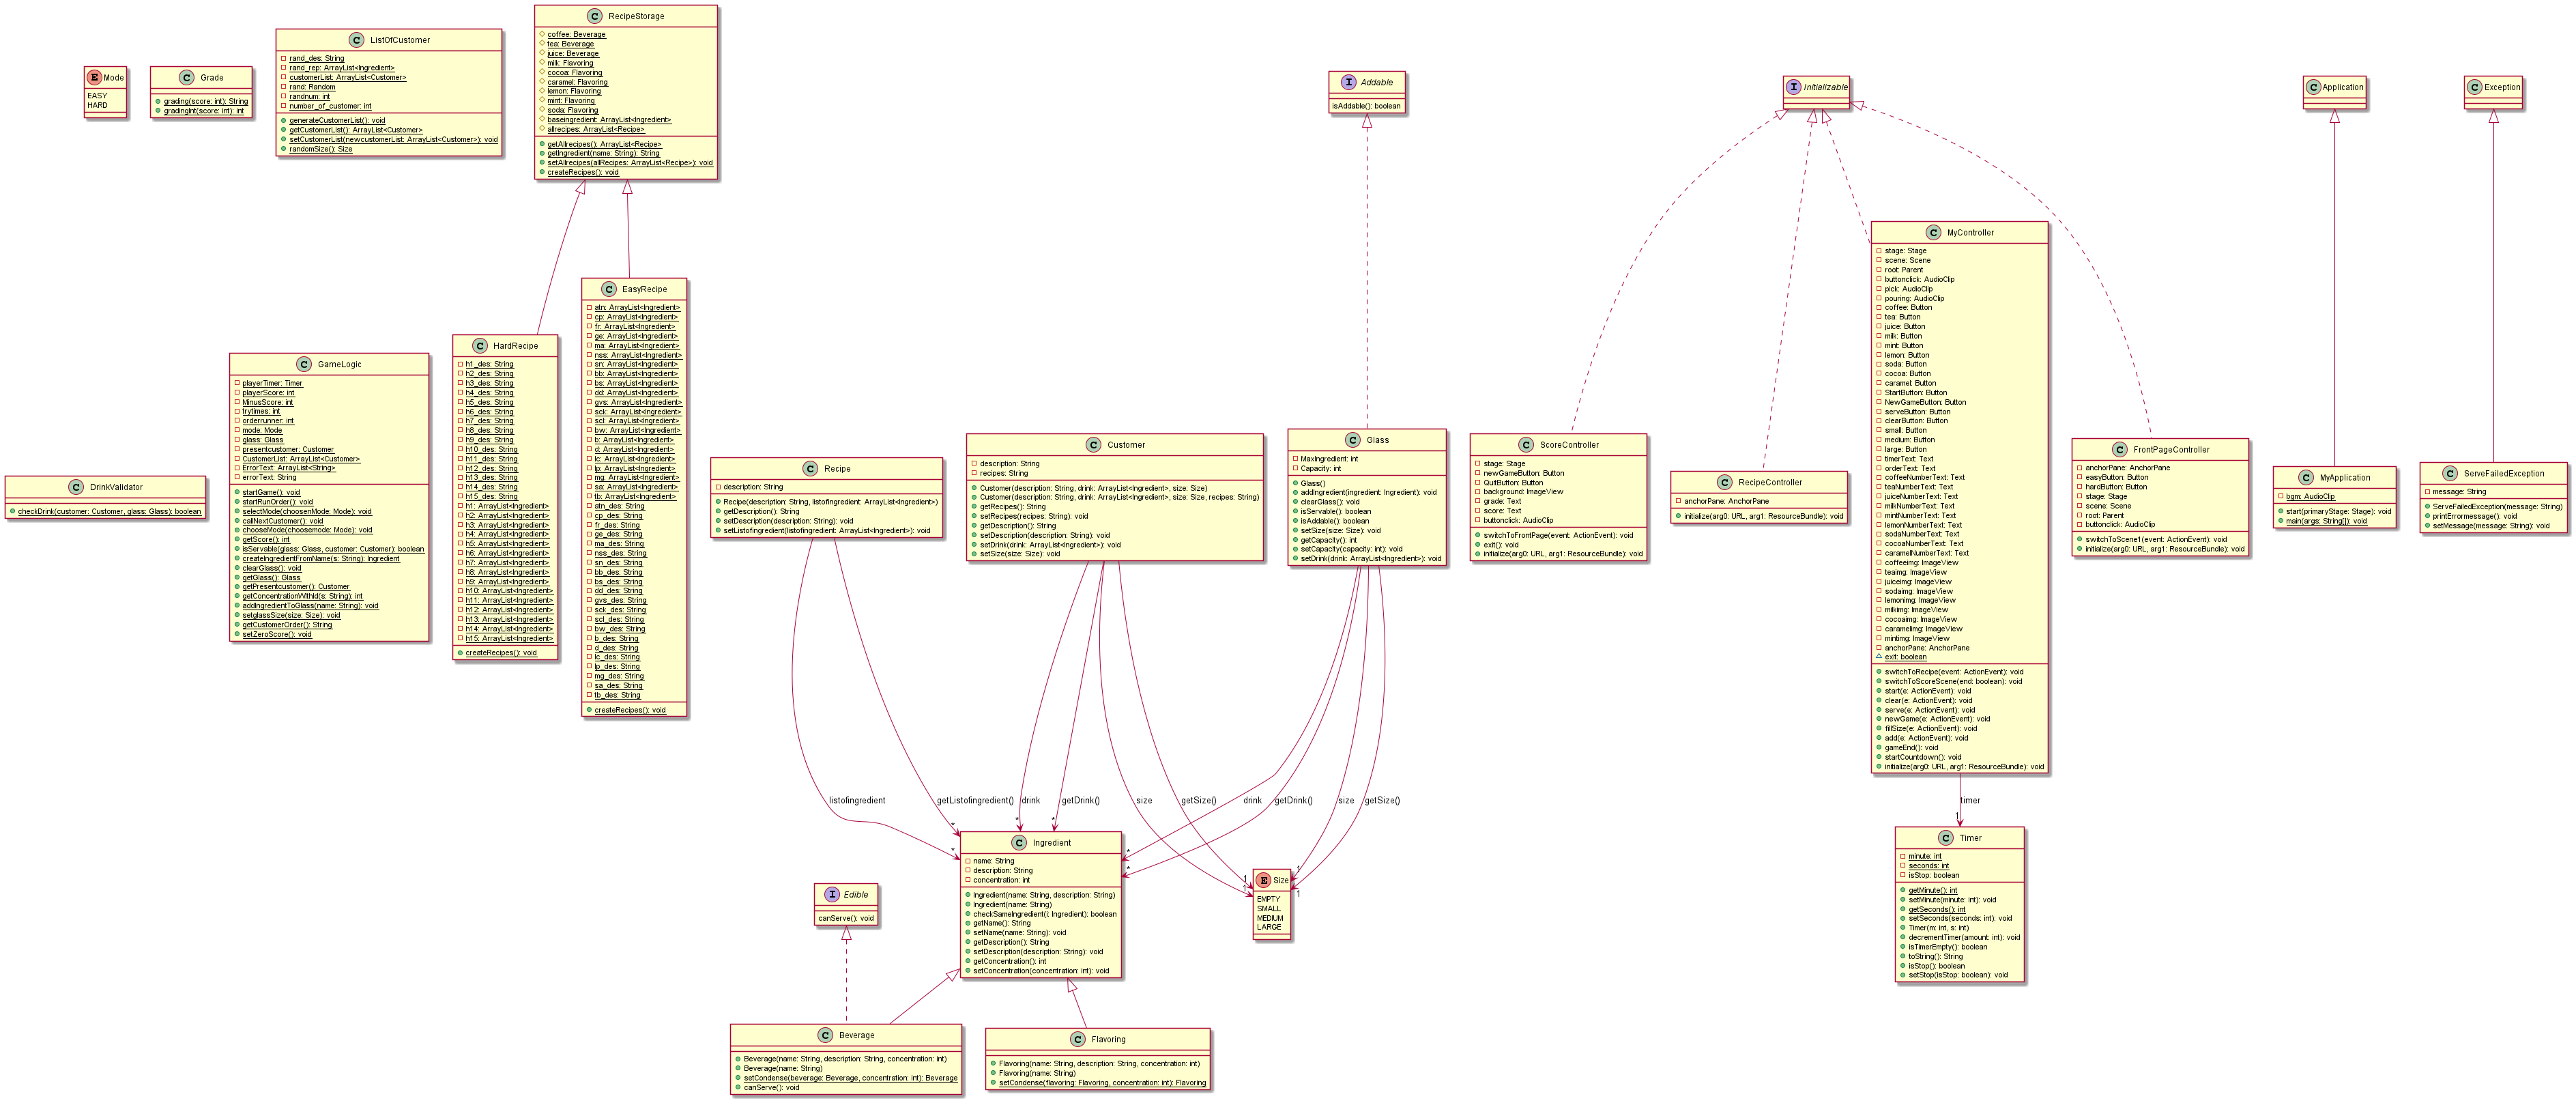 Mode
EASY
HARD
Grade
grading(score: int): String
gradingInt(score: int): int
ListOfCustomer
rand_des: String
rand_rep: ArrayList<Ingredient>
customerList: ArrayList<Customer>
rand: Random
randnum: int
number_of_customer: int
generateCustomerList(): void
getCustomerList(): ArrayList<Customer>
setCustomerList(newcustomerList: ArrayList<Customer>): void
randomSize(): Size
RecipeStorage
coffee: Beverage
tea: Beverage
juice: Beverage
milk: Flavoring
cocoa: Flavoring
caramel: Flavoring
lemon: Flavoring
mint: Flavoring
soda: Flavoring
baseingredient: ArrayList<Ingredient>
allrecipes: ArrayList<Recipe>
getAllrecipes(): ArrayList<Recipe>
getIngredient(name: String): String
setAllrecipes(allRecipes: ArrayList<Recipe>): void
createRecipes(): void
Addable
isAddable(): boolean
Initializable
Application
Exception
DrinkValidator
checkDrink(customer: Customer, glass: Glass): boolean
GameLogic
playerTimer: Timer
playerScore: int
MinusScore: int
trytimes: int
orderrunner: int
mode: Mode
glass: Glass
presentcustomer: Customer
CustomerList: ArrayList<Customer>
ErrorText: ArrayList<String>
errorText: String
startGame(): void
startRunOrder(): void
selectMode(choosenMode: Mode): void
callNextCustomer(): void
chooseMode(choosemode: Mode): void
getScore(): int
isServable(glass: Glass, customer: Customer): boolean
createIngredientFromName(s: String): Ingredient
clearGlass(): void
getGlass(): Glass
getPresentcustomer(): Customer
getConcentrationWithId(s: String): int
addIngredientToGlass(name: String): void
setglassSize(size: Size): void
getCustomerOrder(): String
setZeroScore(): void
HardRecipe
h1_des: String
h2_des: String
h3_des: String
h4_des: String
h5_des: String
h6_des: String
h7_des: String
h8_des: String
h9_des: String
h10_des: String
h11_des: String
h12_des: String
h13_des: String
h14_des: String
h15_des: String
h1: ArrayList<Ingredient>
h2: ArrayList<Ingredient>
h3: ArrayList<Ingredient>
h4: ArrayList<Ingredient>
h5: ArrayList<Ingredient>
h6: ArrayList<Ingredient>
h7: ArrayList<Ingredient>
h8: ArrayList<Ingredient>
h9: ArrayList<Ingredient>
h10: ArrayList<Ingredient>
h11: ArrayList<Ingredient>
h12: ArrayList<Ingredient>
h13: ArrayList<Ingredient>
h14: ArrayList<Ingredient>
h15: ArrayList<Ingredient>
createRecipes(): void
EasyRecipe
atn: ArrayList<Ingredient>
cp: ArrayList<Ingredient>
fr: ArrayList<Ingredient>
ge: ArrayList<Ingredient>
ma: ArrayList<Ingredient>
nss: ArrayList<Ingredient>
sn: ArrayList<Ingredient>
bb: ArrayList<Ingredient>
bs: ArrayList<Ingredient>
dd: ArrayList<Ingredient>
gvs: ArrayList<Ingredient>
sck: ArrayList<Ingredient>
scl: ArrayList<Ingredient>
bw: ArrayList<Ingredient>
b: ArrayList<Ingredient>
d: ArrayList<Ingredient>
lc: ArrayList<Ingredient>
lp: ArrayList<Ingredient>
mg: ArrayList<Ingredient>
sa: ArrayList<Ingredient>
tb: ArrayList<Ingredient>
atn_des: String
cp_des: String
fr_des: String
ge_des: String
ma_des: String
nss_des: String
sn_des: String
bb_des: String
bs_des: String
dd_des: String
gvs_des: String
sck_des: String
scl_des: String
bw_des: String
b_des: String
d_des: String
lc_des: String
lp_des: String
mg_des: String
sa_des: String
tb_des: String
createRecipes(): void
Recipe
description: String
Recipe(description: String, listofingredient: ArrayList<Ingredient>)
getDescription(): String
setDescription(description: String): void
setListofingredient(listofingredient: ArrayList<Ingredient>): void
Customer
description: String
recipes: String
Customer(description: String, drink: ArrayList<Ingredient>, size: Size)
Customer(description: String, drink: ArrayList<Ingredient>, size: Size, recipes: String)
getRecipes(): String
setRecipes(recipes: String): void
getDescription(): String
setDescription(description: String): void
setDrink(drink: ArrayList<Ingredient>): void
setSize(size: Size): void
Glass
MaxIngredient: int
Capacity: int
Glass()
addIngredient(ingredient: Ingredient): void
clearGlass(): void
isServable(): boolean
isAddable(): boolean
setSize(size: Size): void
getCapacity(): int
setCapacity(capacity: int): void
setDrink(drink: ArrayList<Ingredient>): void
ScoreController
stage: Stage
newGameButton: Button
QuitButton: Button
background: ImageView
grade: Text
score: Text
buttonclick: AudioClip
switchToFrontPage(event: ActionEvent): void
exit(): void
initialize(arg0: URL, arg1: ResourceBundle): void
RecipeController
anchorPane: AnchorPane
initialize(arg0: URL, arg1: ResourceBundle): void
MyController
stage: Stage
scene: Scene
root: Parent
buttonclick: AudioClip
pick: AudioClip
pouring: AudioClip
coffee: Button
tea: Button
juice: Button
milk: Button
mint: Button
lemon: Button
soda: Button
cocoa: Button
caramel: Button
StartButton: Button
NewGameButton: Button
serveButton: Button
clearButton: Button
small: Button
medium: Button
large: Button
timerText: Text
orderText: Text
coffeeNumberText: Text
teaNumberText: Text
juiceNumberText: Text
milkNumberText: Text
mintNumberText: Text
lemonNumberText: Text
sodaNumberText: Text
cocoaNumberText: Text
caramelNumberText: Text
coffeeimg: ImageView
teaimg: ImageView
juiceimg: ImageView
sodaimg: ImageView
lemonimg: ImageView
milkimg: ImageView
cocoaimg: ImageView
caramelimg: ImageView
mintimg: ImageView
anchorPane: AnchorPane
exit: boolean
switchToRecipe(event: ActionEvent): void
switchToScoreScene(end: boolean): void
start(e: ActionEvent): void
clear(e: ActionEvent): void
serve(e: ActionEvent): void
newGame(e: ActionEvent): void
fillSize(e: ActionEvent): void
add(e: ActionEvent): void
gameEnd(): void
startCountdown(): void
initialize(arg0: URL, arg1: ResourceBundle): void
FrontPageController
anchorPane: AnchorPane
easyButton: Button
hardButton: Button
stage: Stage
scene: Scene
root: Parent
buttonclick: AudioClip
switchToScene1(event: ActionEvent): void
initialize(arg0: URL, arg1: ResourceBundle): void
MyApplication
bgm: AudioClip
start(primaryStage: Stage): void
main(args: String[]): void
ServeFailedException
message: String
ServeFailedException(message: String)
printErrormessage(): void
setMessage(message: String): void
listofingredient
getListofingredient()
drink
getDrink()
size
getSize()
drink
getDrink()
size
getSize()
timer
*
*
*
*
*
*
1
1
1
1
1
Edible
canServe(): void
Ingredient
name: String
description: String
concentration: int
Ingredient(name: String, description: String)
Ingredient(name: String)
checkSameIngredient(i: Ingredient): boolean
getName(): String
setName(name: String): void
getDescription(): String
setDescription(description: String): void
getConcentration(): int
setConcentration(concentration: int): void
Size
EMPTY
SMALL
MEDIUM
LARGE
Timer
minute: int
seconds: int
isStop: boolean
getMinute(): int
setMinute(minute: int): void
getSeconds(): int
setSeconds(seconds: int): void
Timer(m: int, s: int)
decrementTimer(amount: int): void
isTimerEmpty(): boolean
toString(): String
isStop(): boolean
setStop(isStop: boolean): void
Beverage
Beverage(name: String, description: String, concentration: int)
Beverage(name: String)
setCondense(beverage: Beverage, concentration: int): Beverage
canServe(): void
Flavoring
Flavoring(name: String, description: String, concentration: int)
Flavoring(name: String)
setCondense(flavoring: Flavoring, concentration: int): Flavoring